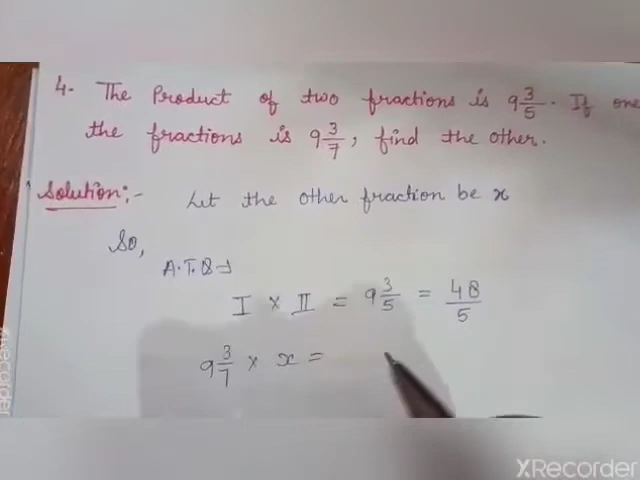 4. The Product of two fractions is 9 3/5. If one
the fractions is 9 3/7, find the other.
Solution:- Let the other fraction be x
So,
A.T.Q→
I × II = 9 3/5 = 48/5
9 3/7 × x =
XRecorder
XRecorder